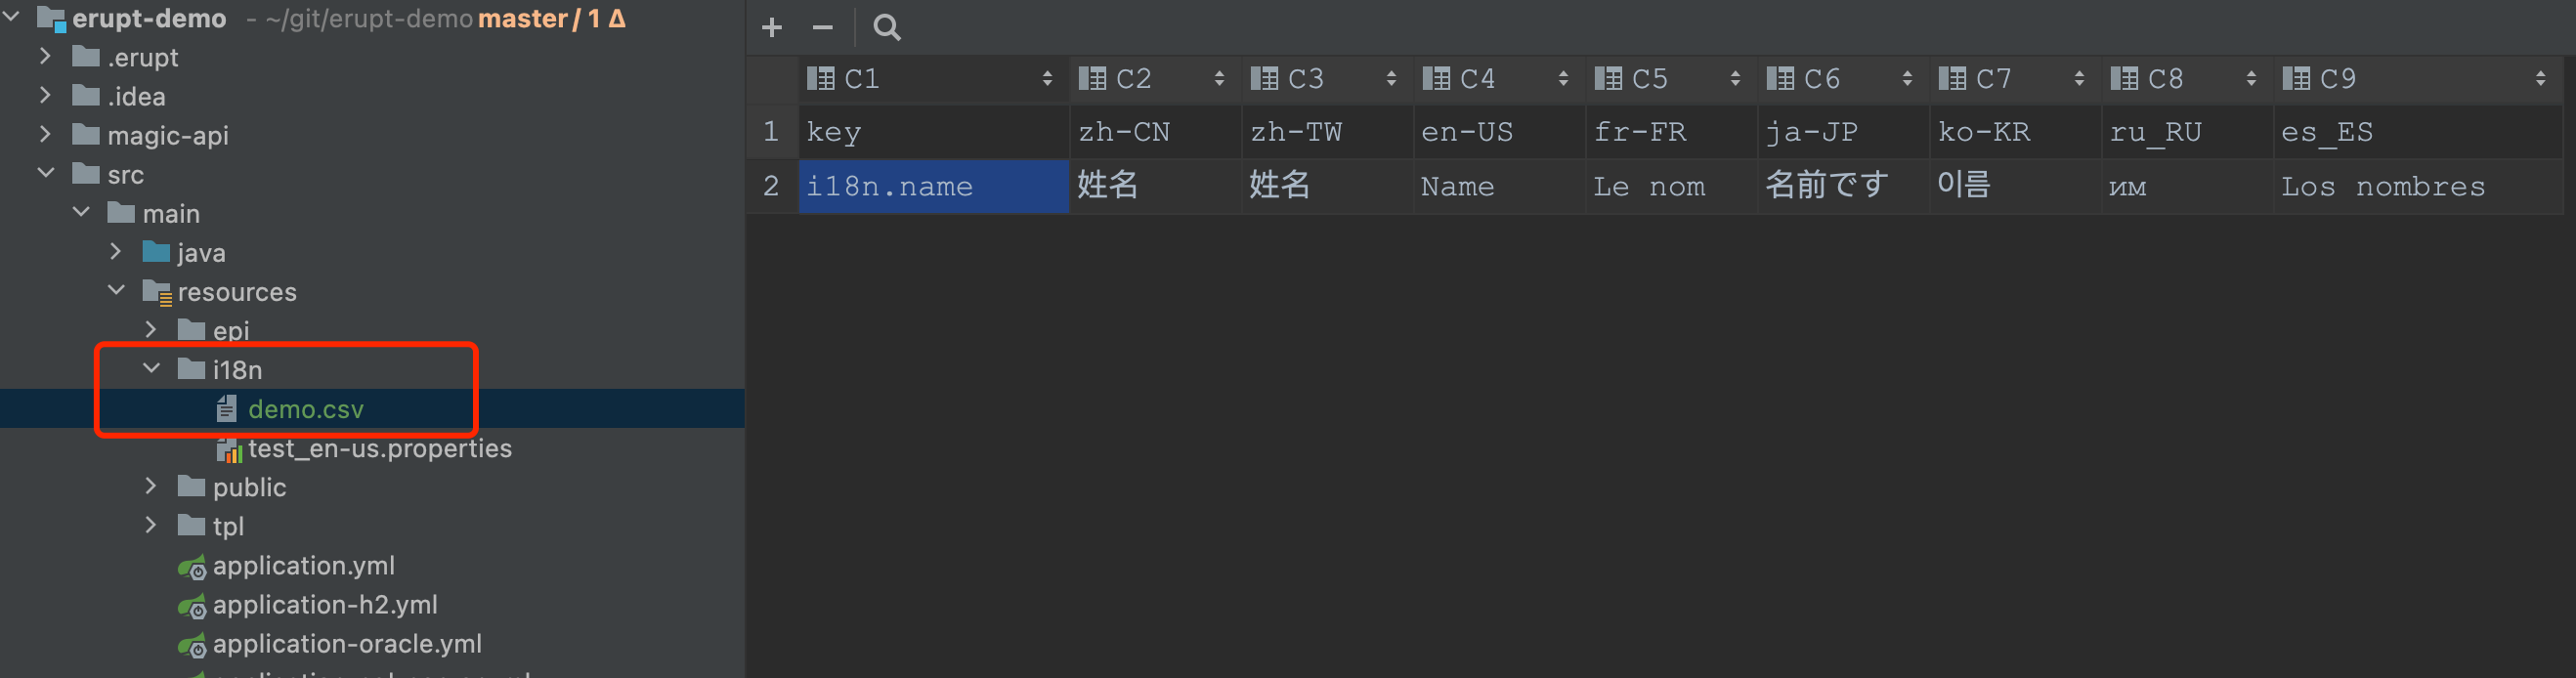 erupt-demo - ~/git/erupt-demo master / 1 Δ
.erupt
.idea
magic-api
src
main
java
resources
epi
i18n
demo.csv
test_en-us.properties
public
tpl
application.yml
application-h2.yml
application-oracle.yml
C1 C2 C3 C4 C5 C6 C7 C8 C9
1 key zh-CN zh-TW en-US fr-FR ja-JP ko-KR ru_RU es_ES
2 i18n.name 姓名 姓名 Name Le nom 名前です 이름 им Los nombres